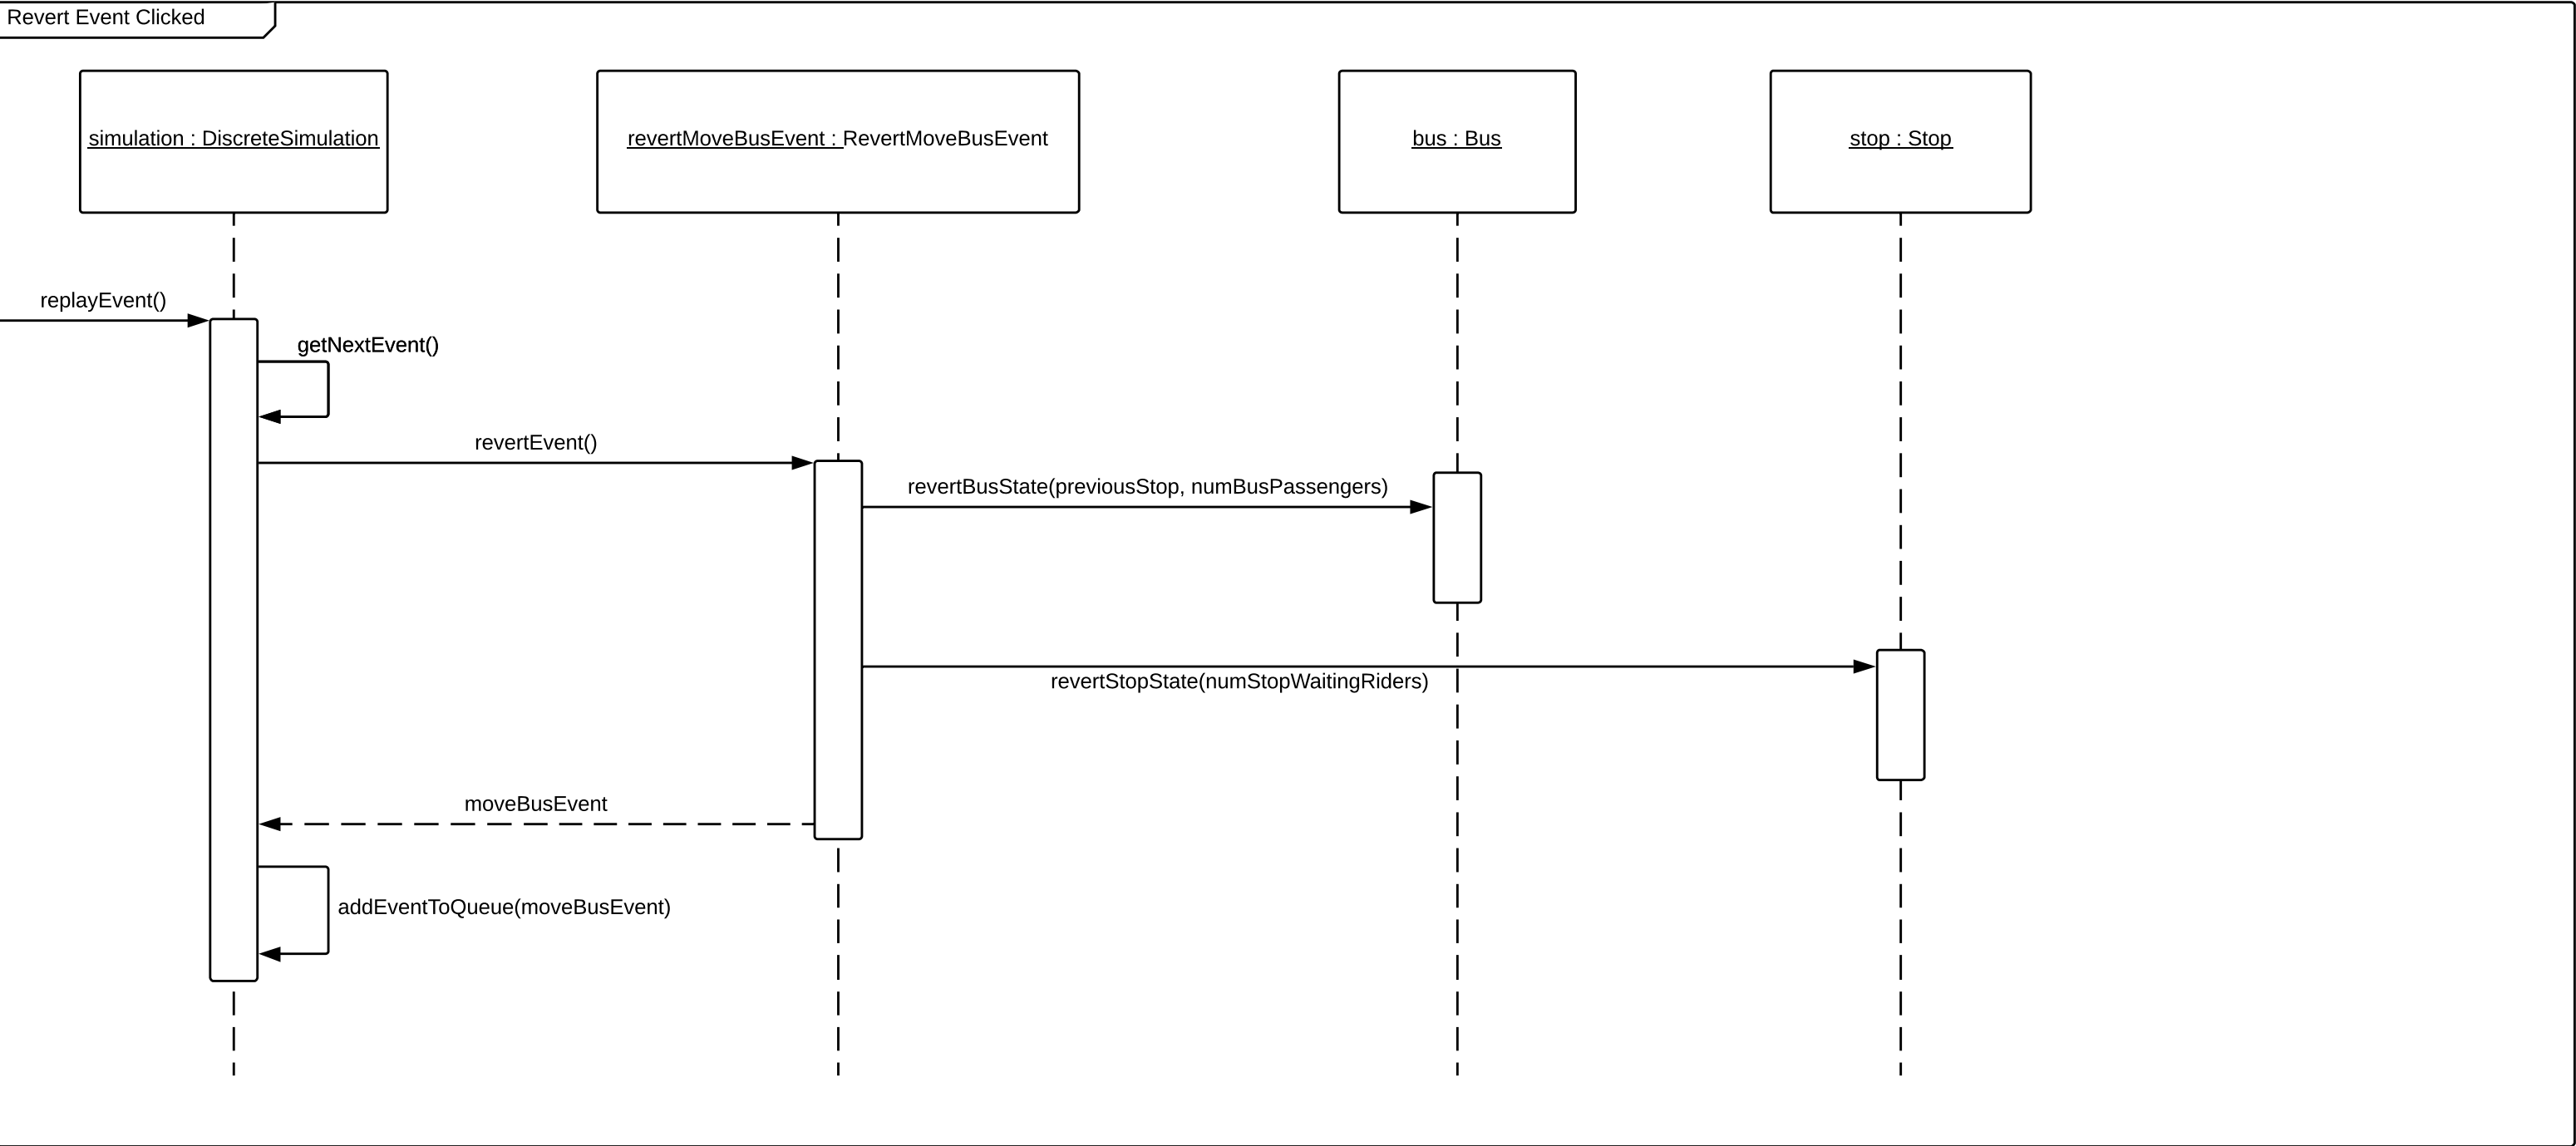 Revert Event Clicked
simulation : DiscreteSimulation
revertMoveBusEvent : RevertMoveBusEvent
bus : Bus
stop : Stop
replayEvent()
getNextEvent()
revertEvent()
revertBusState(previousStop, numBusPassengers)
revertStopState(numStopWaitingRiders)
moveBusEvent
addEventToQueue(moveBusEvent)